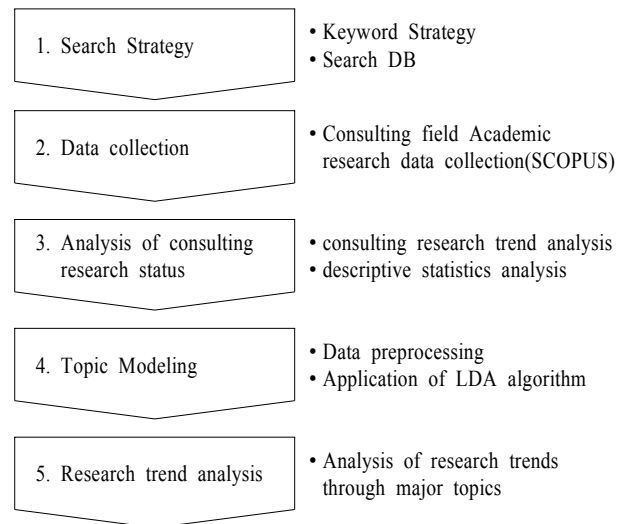 1. Search Strategy
• Keyword Strategy
• Search DB
2. Data collection
• Consulting field Academic
research data collection(SCOPUS)
3. Analysis of consulting
research status
• consulting research trend analysis
• descriptive statistics analysis
4. Topic Modeling
• Data preprocessing
• Application of LDA algorithm
5. Research trend analysis
• Analysis of research trends
through major topics